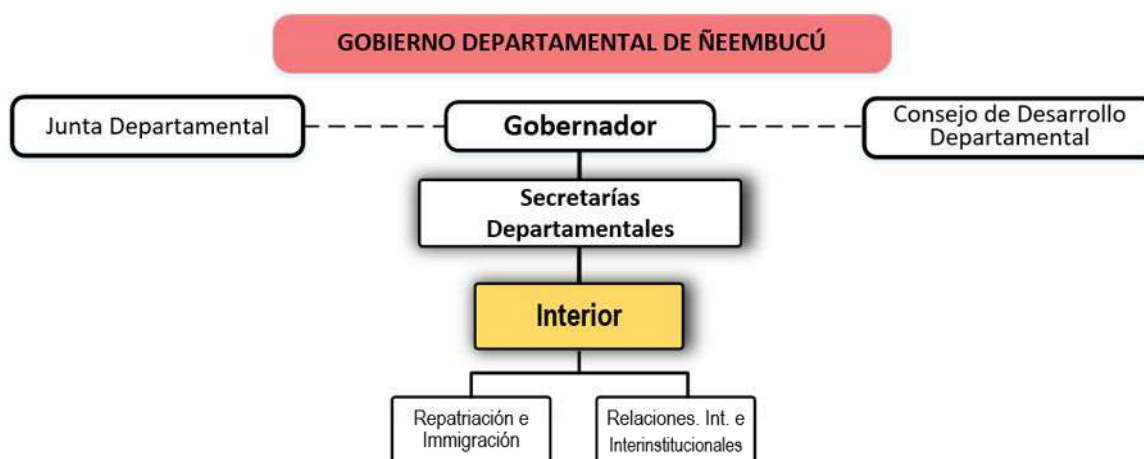 GOBIERNO DEPARTAMENTAL DE ÑEEMBUCÚ
Junta Departamental
Gobernador
Consejo de Desarrollo
Departamental
Secretarías
Departamentales
Interior
Repatriación e
Immigración
Relaciones. Int. e
Interinstitucionales